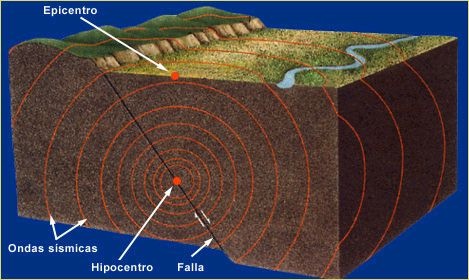 Epicentro
Ondas sísmicas
Hipocentro
Falla